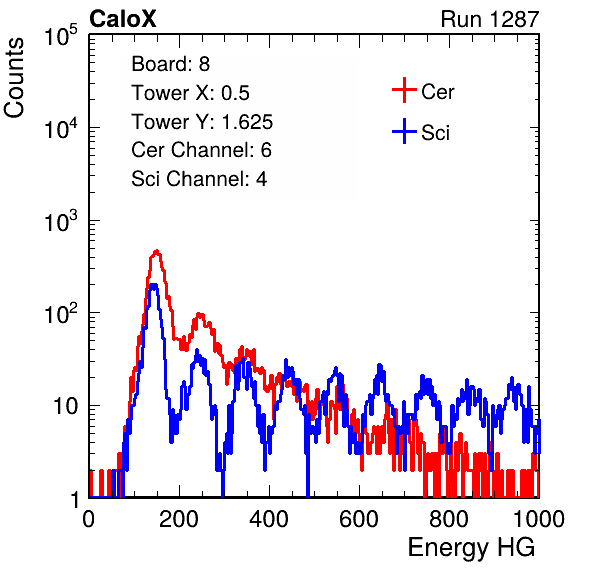 CaloX Run 1287
Board: 8
Tower X: 0.5
Tower Y: 1.625
Cer Channel: 6
Sci Channel: 4
Cer
Sci
Counts
10^5
10^4
10^3
10^2
10
1
0 200 400 600 800 1000
Energy HG